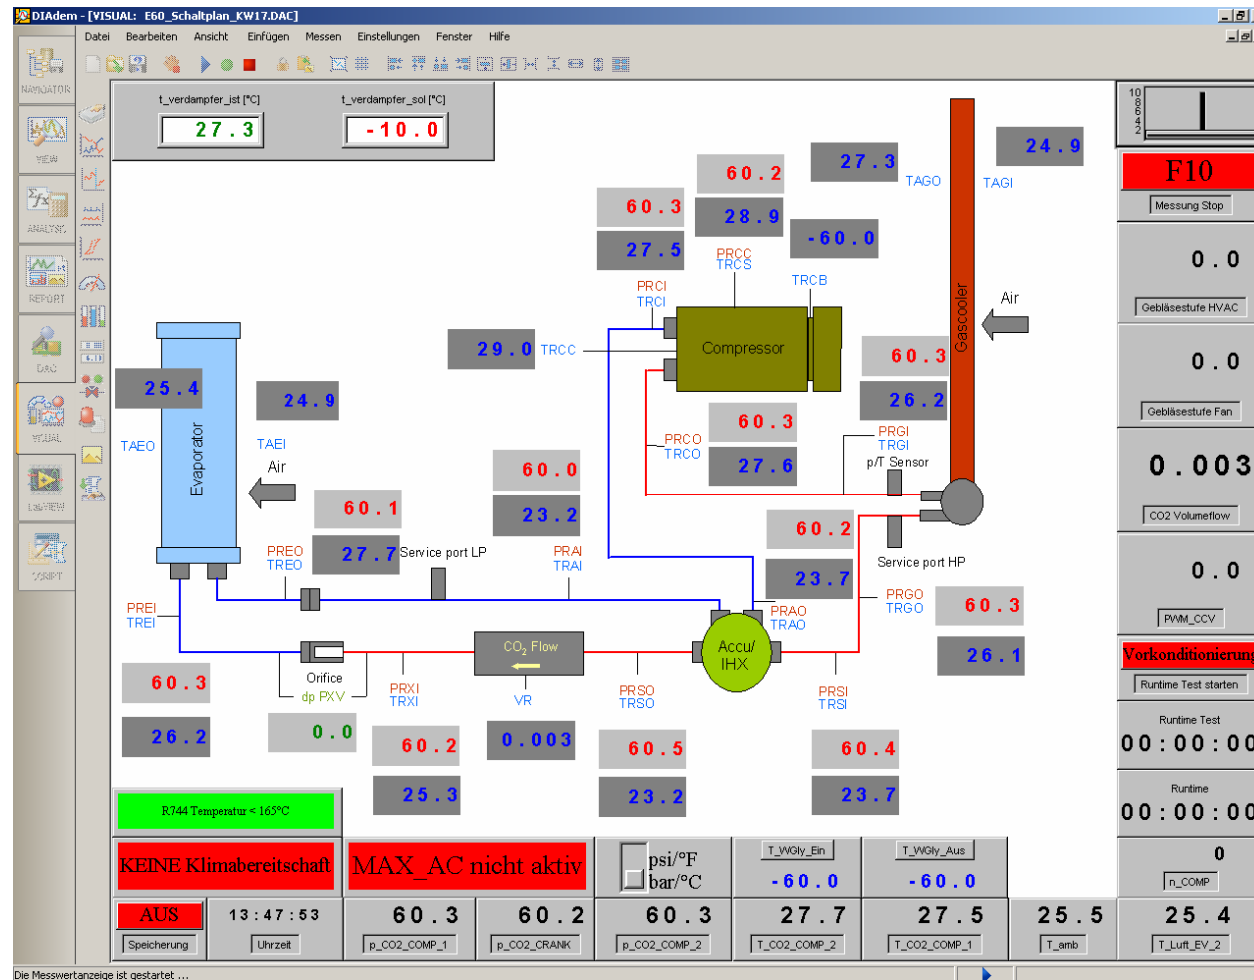 DIAdem - [VISUAL: E60_Schaltplan_KW17.DAC]
Datei Bearbeiten Ansicht Einfügen Messen Einstellungen Fenster Hilfe
NAVIGATOR
VIEW
ANALYSIS
REPORT
DAC
VISUAL
LabVIEW
SCRIPT
t_verdampfer_ist [°C]
27.3
t_verdampfer_sol [°C]
-10.0
60.3
27.5
PRCI
TRCI
60.2
28.9
PRCC
TRCS
-60.0
TRCB
27.3
TAGO
24.9
TAGI
Gascooler
Air
29.0
TRCC
Compressor
60.3
26.2
PRGI
TRGI
p/T Sensor
60.3
27.6
PRCO
TRCO
25.4
TAEO
Evaporator
24.9
TAEI
Air
60.1
27.7
PREO
TREO
Service port LP
60.0
23.2
PRAI
TRAI
60.2
23.7
PRAO
TRAO
Service port HP
PRGO
TRGO
60.3
26.1
PREI
TREI
60.3
26.2
Orifice
dp PXV
0.0
PRXI
TRXI
60.2
25.3
CO2 Flow
VR
0.003
PRSO
TRSO
60.5
23.2
Accu/
IHX
PRSI
TRSI
60.4
23.7
10
8
6
4
2
F10
Messung Stop
0.0
Gebläsestufe HVAC
0.0
Gebläsestufe Fan
0.003
CO2 Volumeflow
0.0
PWM_CCV
Vorkonditionierung
Runtime Test starten
Runtime Test
00:00:00
Runtime
00:00:00
0
n_COMP
R744 Temperatur < 165°C
KEINE Klimabereitschaft
MAX_AC nicht aktiv
psi/°F
bar/°C
T_WGly_Ein
-60.0
T_WGly_Aus
-60.0
AUS
Speicherung
13:47:53
Uhrzeit
60.3
p_CO2_COMP_1
60.2
p_CO2_CRANK
60.3
p_CO2_COMP_2
27.7
T_CO2_COMP_2
27.5
T_CO2_COMP_1
25.5
T_amb
25.4
T_Luft_EV_2
Die Messwertanzeige ist gestartet ...